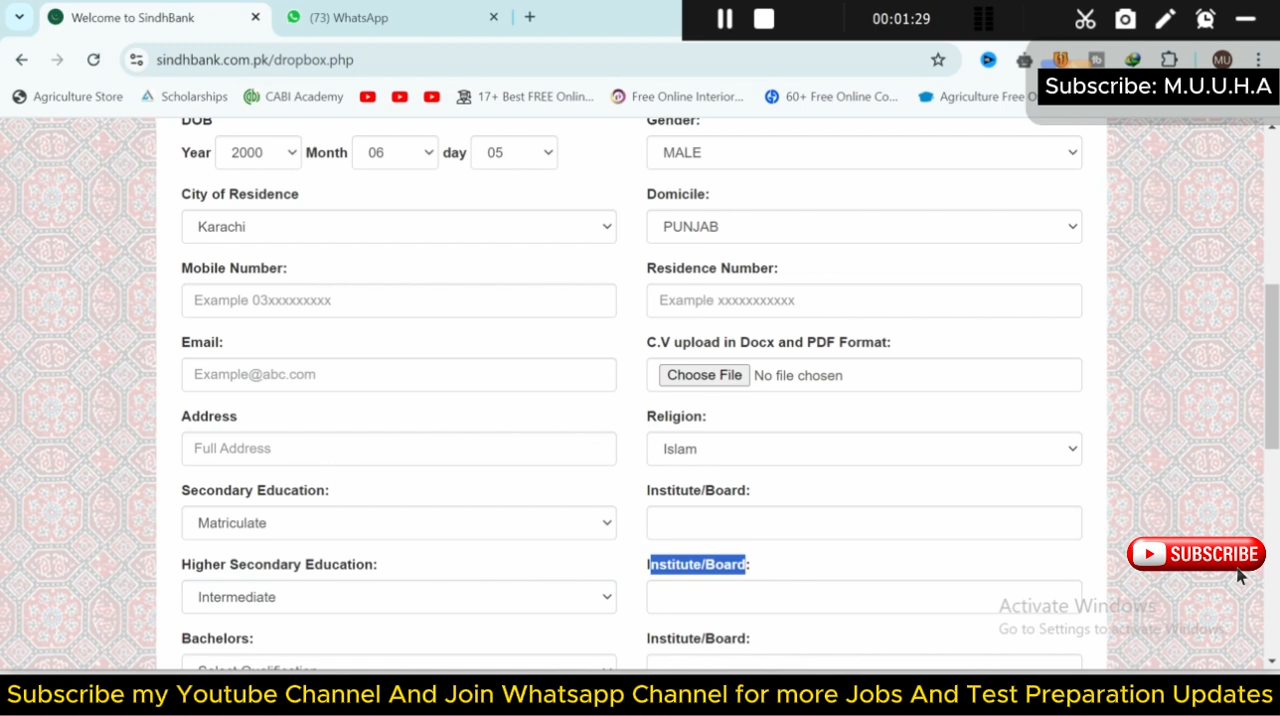 Welcome to SindhBank
(73) WhatsApp
00:01:29
sindhbank.com.pk/dropbox.php
MU
Subscribe: M.U.U.H.A
Agriculture Store
Scholarships
CABI Academy
17+ Best FREE Onlin...
Free Online Interior...
60+ Free Online Co...
Agriculture Free O
DOB
Gender:
Year 2000 Month 06 day 05
MALE
City of Residence
Domicile:
Karachi
PUNJAB
Mobile Number:
Residence Number:
Example 03xxxxxxxxx
Example xxxxxxxxxxx
Email:
C.V upload in Docx and PDF Format:
Example@abc.com
Choose File No file chosen
Address
Religion:
Full Address
Islam
Secondary Education:
Institute/Board:
Matriculate
SUBSCRIBE
Higher Secondary Education:
Institute/Board:
Intermediate
Activate Windows
Go to Settings to activate Windows.
Bachelors:
Institute/Board:
Select Qualification
Subscribe my Youtube Channel And Join Whatsapp Channel for more Jobs And Test Preparation Updates